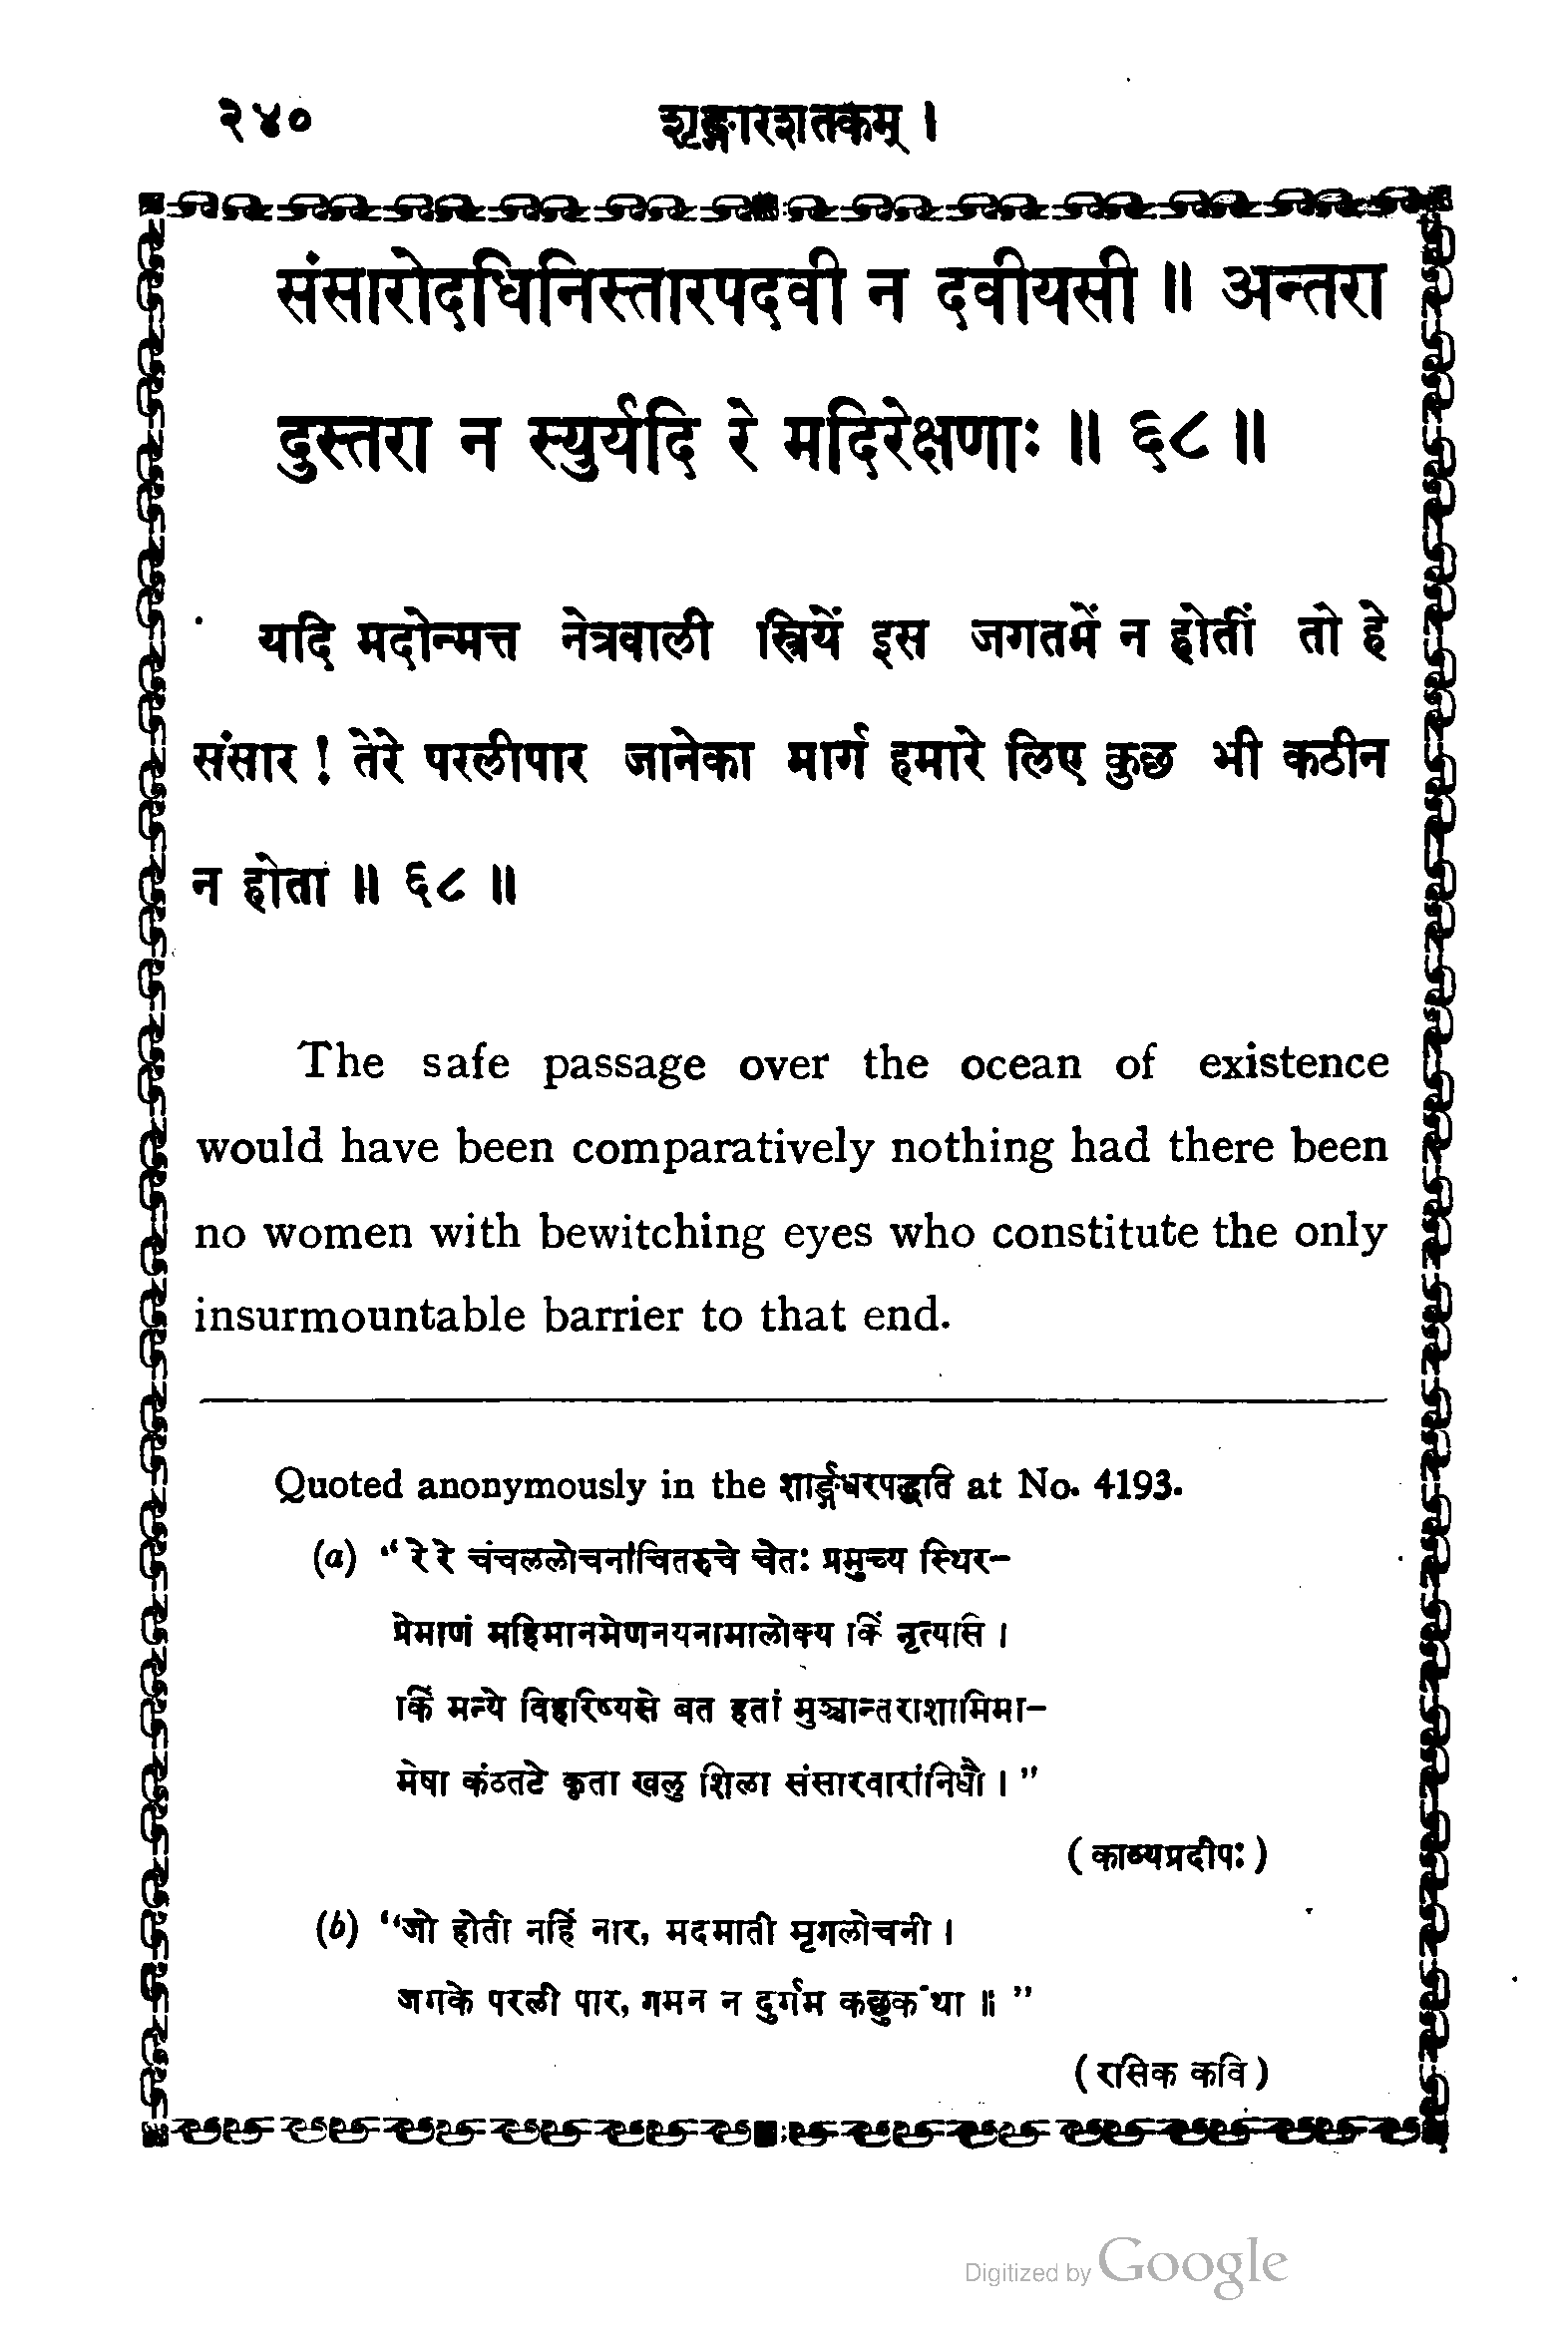 २४० शृङ्गारशतकम् ।
संसारोदधिनिस्तारपदवी न दवीयसी ॥ अन्तरा
दुस्तरा न स्युर्यदि रे मदिरेक्षणाः ॥ ६८ ॥
यदि मदोन्मत्त नेत्रवाली स्त्रियें इस जगतमें न होतीं तो हे
संसार ! तेरे परलीपार जानेका मार्ग हमारे लिए कुछ भी कठीन
न होता ॥ ६८ ॥
The safe passage over the ocean of existence
would have been comparatively nothing had there been
no women with bewitching eyes who constitute the only
insurmountable barrier to that end.
Quoted anonymously in the शार्ङ्गधरपद्धति at No. 4193.
(a) “ रे रे चंचललोचनांचितरुचे चेतः प्रमुच्य स्थिर-
प्रेमाणं महिमानमेणनयनामालोक्य किं नृत्यसि ।
किं मन्ये विहरिष्यसे बत हतां मुञ्चान्तराशामिमा-
मेषा कंठतटे कृता खलु शिला संसारवारांनिधौ । ”
( काव्यप्रदीपः )
(b) “जो होती नहिं नार, मदमाती मृगलोचनी ।
जगके परली पार, गमन न दुर्गम कछुक था ॥ ”
( रसिक कवि )
Digitized by Google